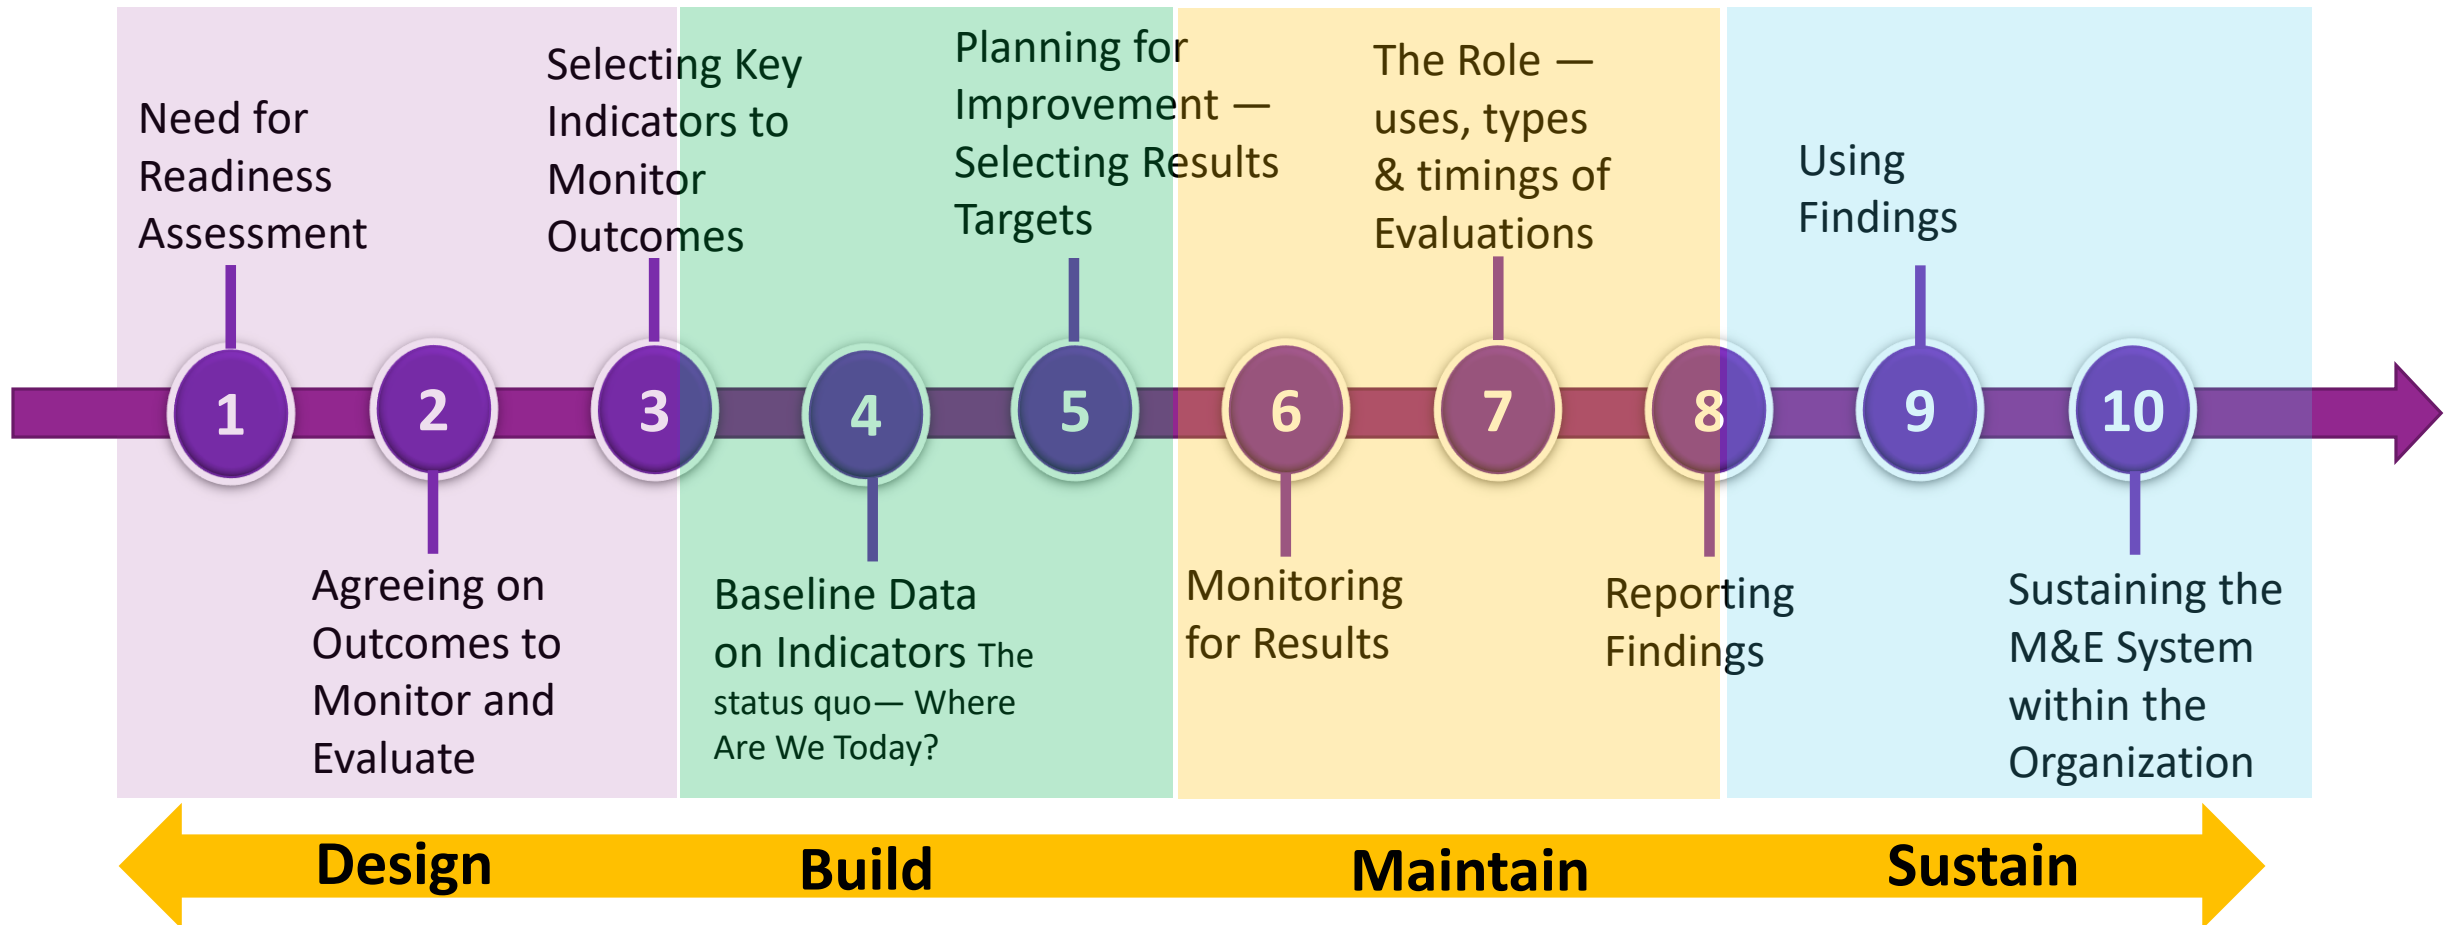 Need for
Readiness
Assessment
Selecting Key
Indicators to
Monitor
Outcomes
Planning for
Improvement —
Selecting Results
Targets
The Role —
uses, types
& timings of
Evaluations
Using
Findings
1
2
3
4
5
6
7
8
9
10
Agreeing on
Outcomes to
Monitor and
Evaluate
Baseline Data
on Indicators The
status quo— Where
Are We Today?
Monitoring
for Results
Reporting
Findings
Sustaining the
M&E System
within the
Organization
Design
Build
Maintain
Sustain